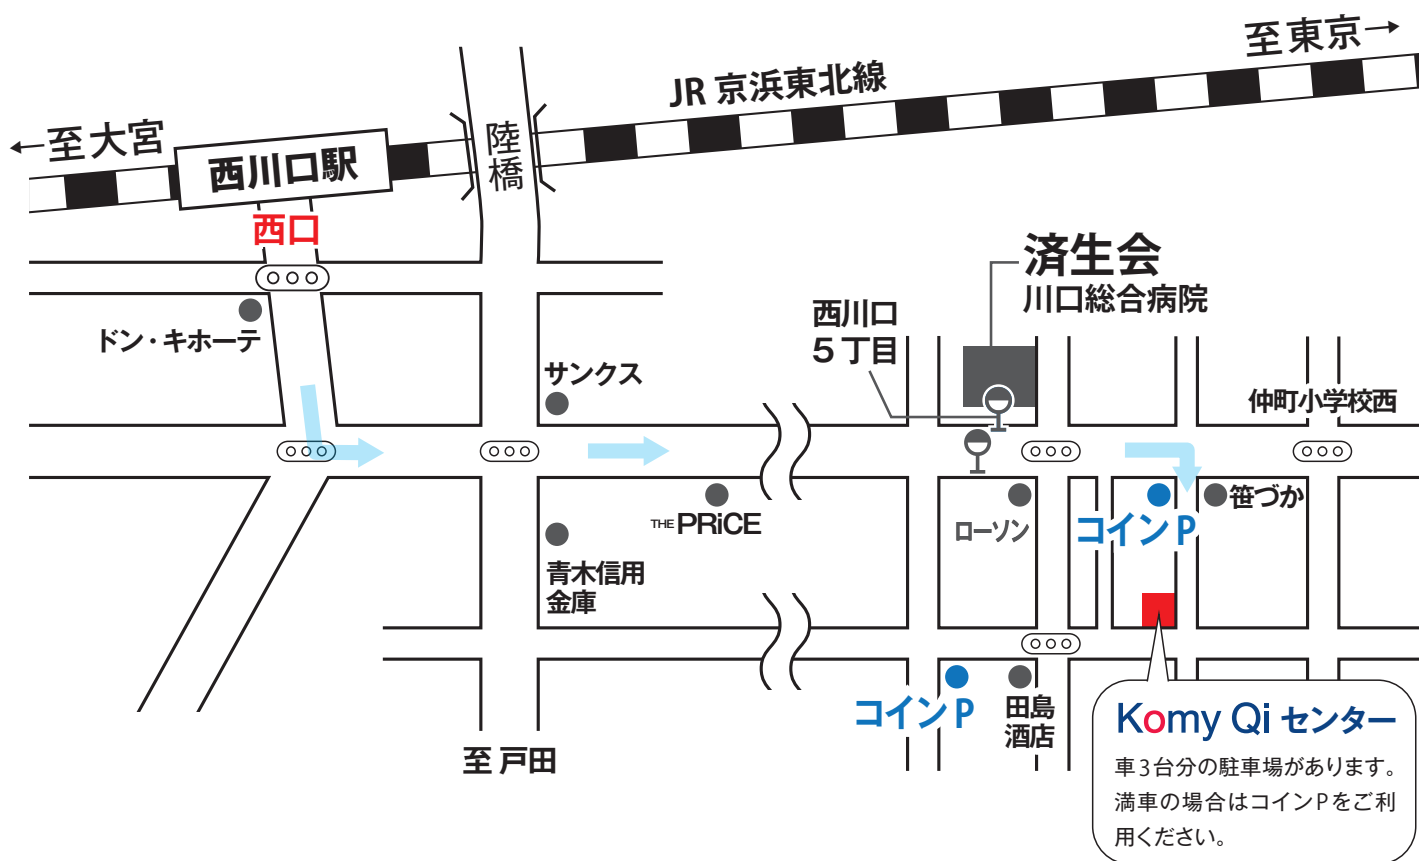 至 東京→
JR 京浜東北線
←至 大宮
西川口駅
陸橋
西口
済生会
川口総合病院
西川口
5 丁目
ドン・キホーテ
サンクス
仲町小学校西
THE PRiCE
ローソン
コイン P
笹づか
青木信用
金庫
コイン P
田島
酒店
至 戸田
Komy Qi センター
車3台分の駐車場があります。
満車の場合はコインPをご利
用ください。